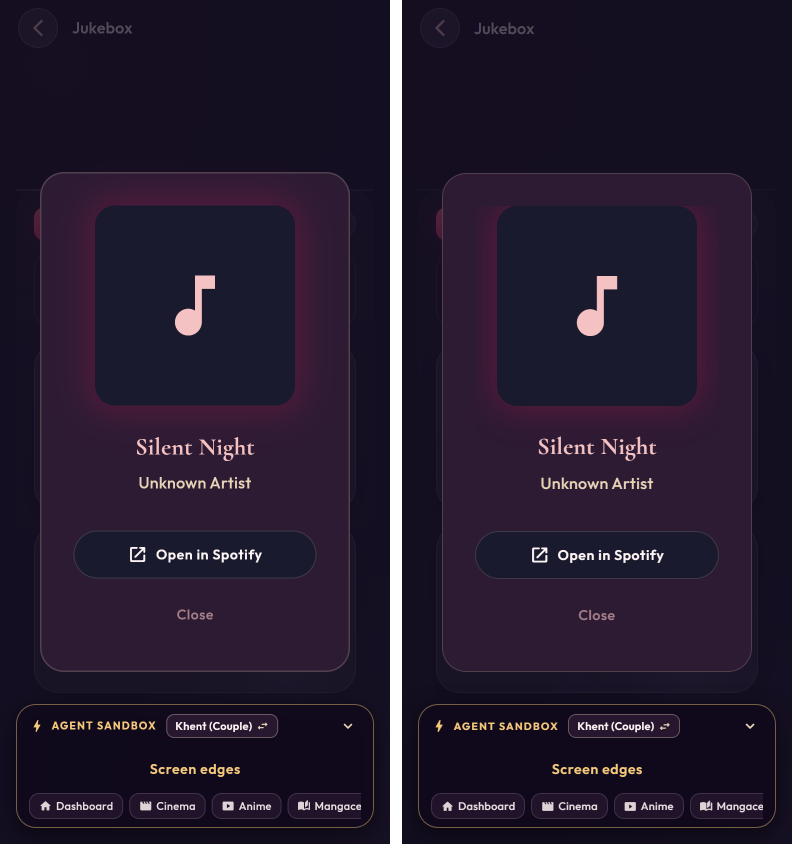 Jukebox
Silent Night
Unknown Artist
Open in Spotify
Close
AGENT SANDBOX Khent (Couple)
Screen edges
Dashboard Cinema Anime Mangace
Jukebox
Silent Night
Unknown Artist
Open in Spotify
Close
AGENT SANDBOX Khent (Couple)
Screen edges
Dashboard Cinema Anime Mangace